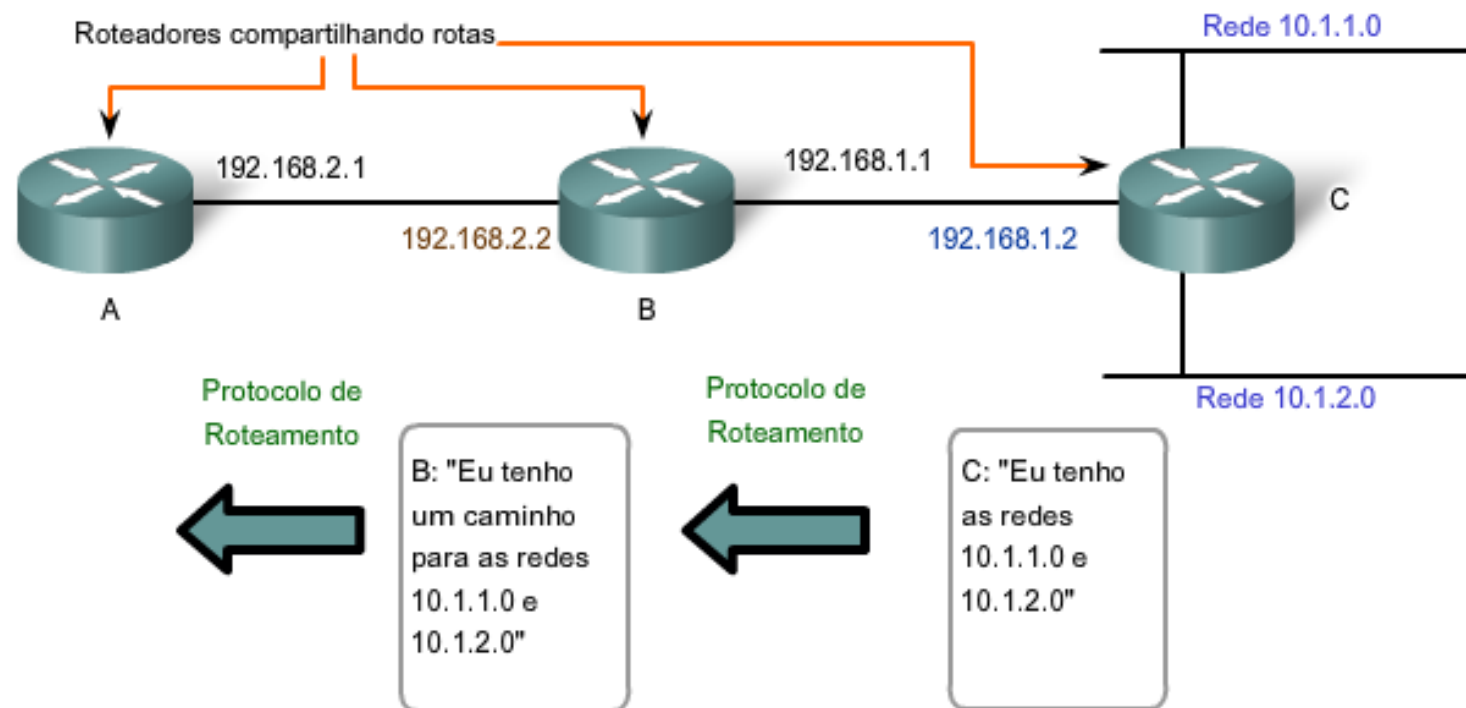 Roteadores compartilhando rotas
Rede 10.1.1.0
192.168.2.1
192.168.1.1
C
192.168.2.2
192.168.1.2
A
B
Rede 10.1.2.0
Protocolo de
Roteamento
B: "Eu tenho
um caminho
para as redes
10.1.1.0 e
10.1.2.0"
Protocolo de
Roteamento
C: "Eu tenho
as redes
10.1.1.0 e
10.1.2.0"